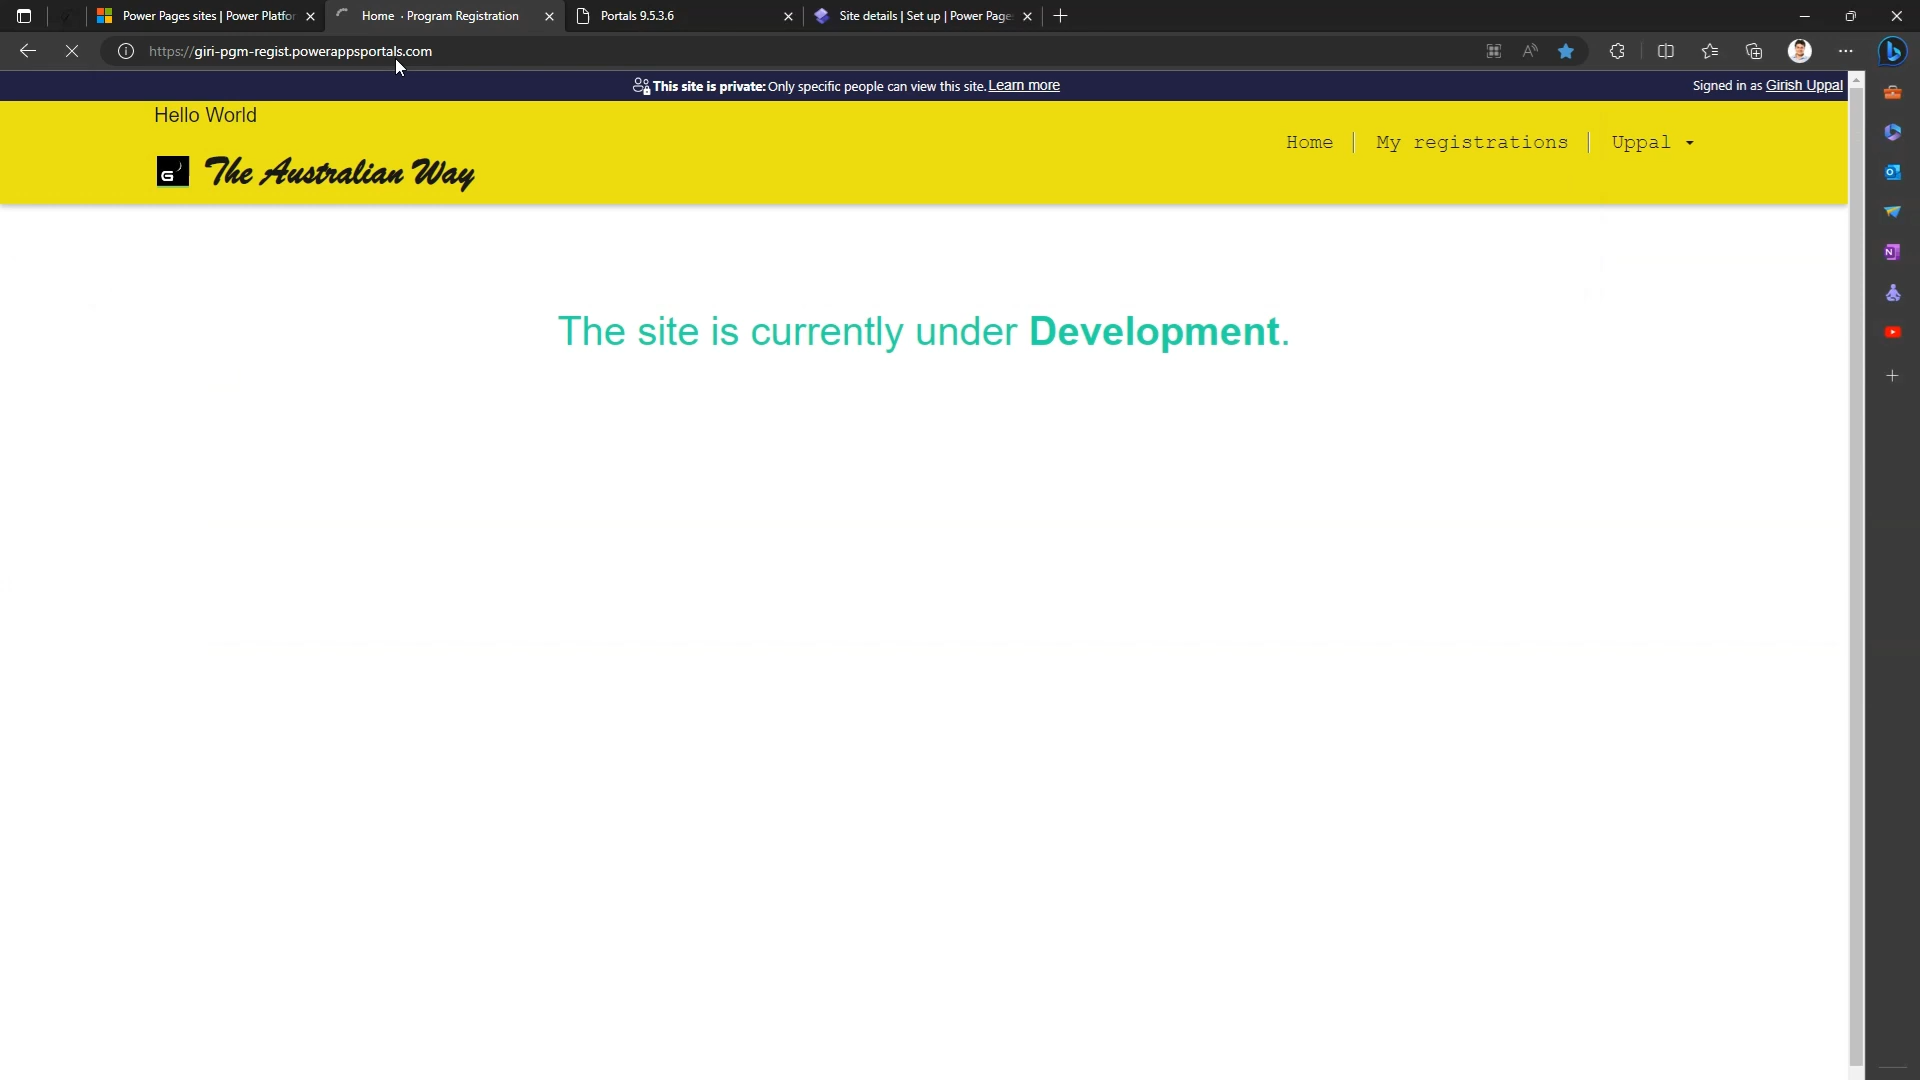 Power Pages sites | Power Platfor
Home · Program Registration
Portals 9.5.3.6
Site details | Set up | Power Page
https://giri-pgm-regist.powerappsportals.com
This site is private: Only specific people can view this site. Learn more
Signed in as Girish Uppal
Hello World
Home
My registrations
Uppal
G
The Australian Way
The site is currently under Development.